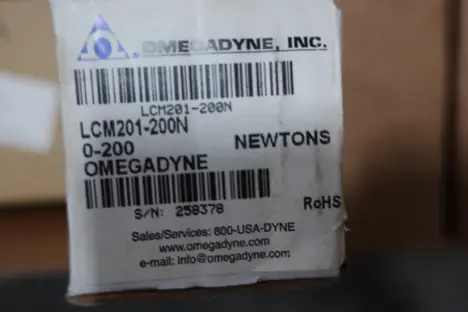 OMEGADYNE, INC.
LCM201-200N
LCM201-200N
0-200 NEWTONS
OMEGADYNE
S/N: 258378 RoHS
Sales/Services: 800-USA-DYNE
www.omegadyne.com
e-mail: info@omegadyne.com